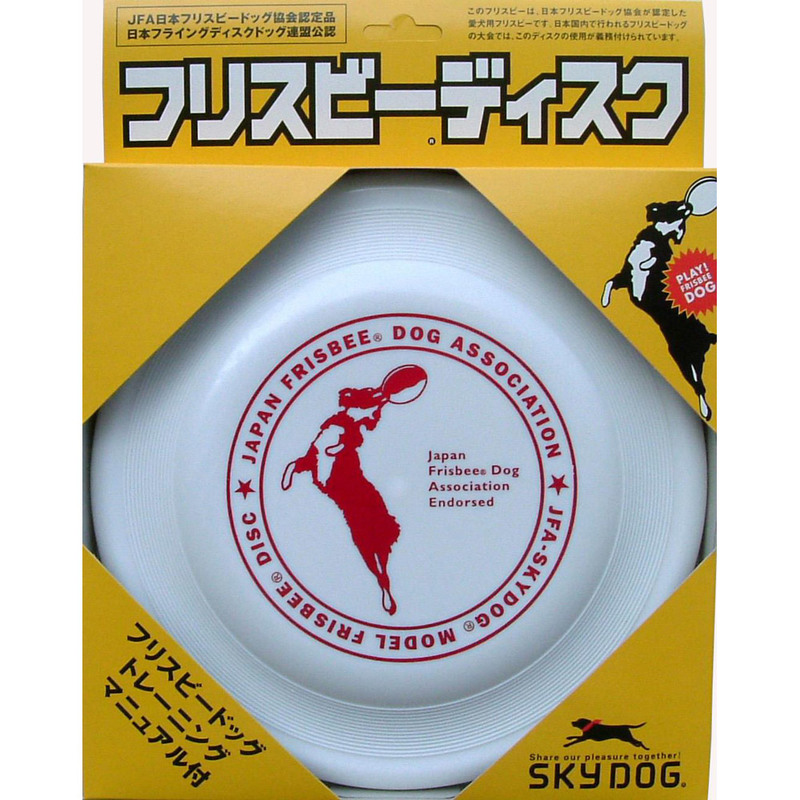 JFA日本フリスビードッグ協会認定品
日本フライングディスクドッグ連盟公認
このフリスビーは、日本フリスビードッグ協会が認定した
愛犬用フリスビーです。日本国内で行われるフリスビードッグ
の大会では、このディスクの使用が義務付けられています。
フリスビーディスク®
PLAY!
FRISBEE
DOG
★ JAPAN FRISBEE® DOG ASSOCIATION ★ JFA-SKYDOG® MODEL FRISBEE® DISC
Japan
Frisbee® Dog
Association
Endorsed
フリスビードッグ
トレーニング
マニュアル付
Share our pleasure together!
SKYDOG®